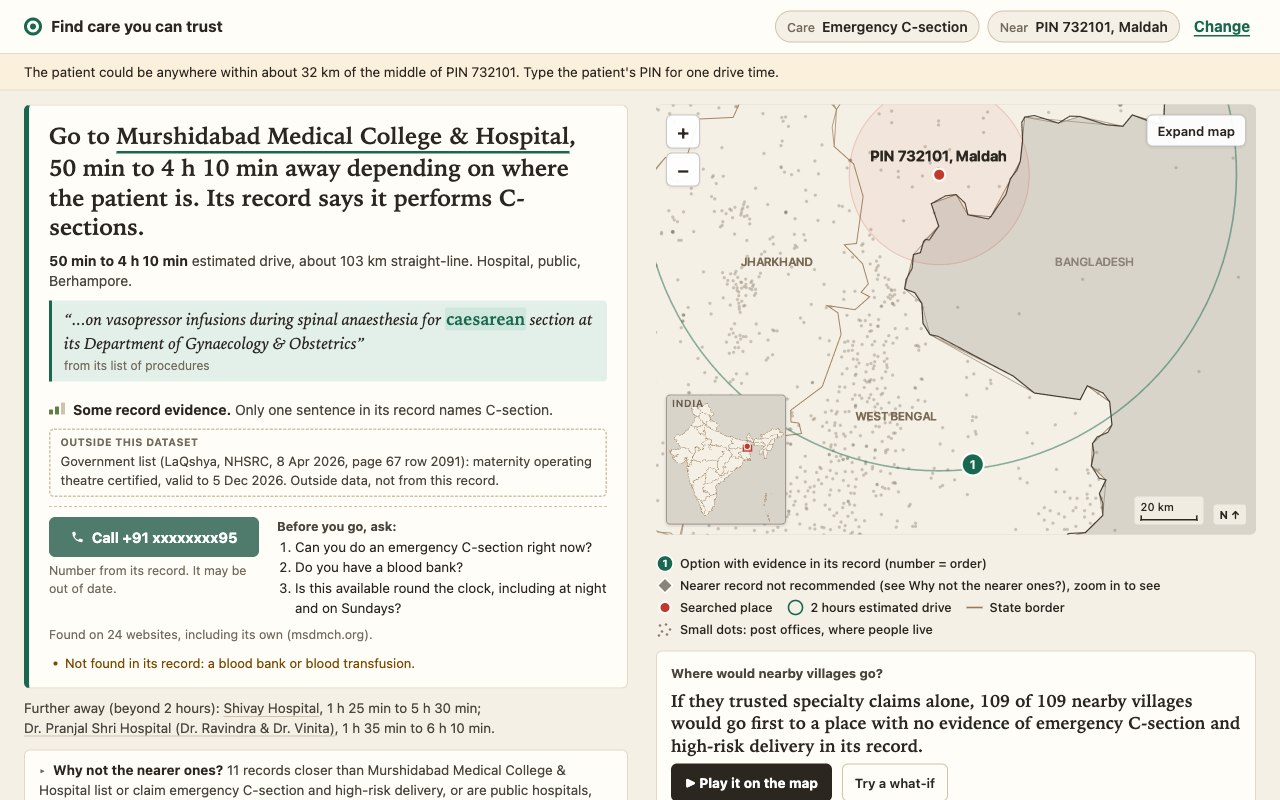 Find care you can trust
Care Emergency C-section
Near PIN 732101, Maldah
Change
The patient could be anywhere within about 32 km of the middle of PIN 732101. Type the patient's PIN for one drive time.
Go to Murshidabad Medical College & Hospital,
50 min to 4 h 10 min away depending on where
the patient is. Its record says it performs C-
sections.
50 min to 4 h 10 min estimated drive, about 103 km straight-line. Hospital, public,
Berhampore.
“…on vasopressor infusions during spinal anaesthesia for caesarean section at
its Department of Gynaecology & Obstetrics”
from its list of procedures
Some record evidence. Only one sentence in its record names C-section.
OUTSIDE THIS DATASET
Government list (LaQshya, NHSRC, 8 Apr 2026, page 67 row 2091): maternity operating
theatre certified, valid to 5 Dec 2026. Outside data, not from this record.
Call +91 xxxxxxxx95
Number from its record. It may be
out of date.
Before you go, ask:
1. Can you do an emergency C-section right now?
2. Do you have a blood bank?
3. Is this available round the clock, including at night
and on Sundays?
Found on 24 websites, including its own (msdmch.org).
• Not found in its record: a blood bank or blood transfusion.
Further away (beyond 2 hours): Shivay Hospital, 1 h 25 min to 5 h 30 min;
Dr. Pranjal Shri Hospital (Dr. Ravindra & Dr. Vinita), 1 h 35 min to 6 h 10 min.
▸ Why not the nearer ones? 11 records closer than Murshidabad Medical College &
Hospital list or claim emergency C-section and high-risk delivery, or are public hospitals,
+
−
Expand map
PIN 732101, Maldah
JHARKHAND
BANGLADESH
WEST BENGAL
INDIA
1
20 km
N ↑
1 Option with evidence in its record (number = order)
Nearer record not recommended (see Why not the nearer ones?), zoom in to see
Searched place
2 hours estimated drive
State border
Small dots: post offices, where people live
Where would nearby villages go?
If they trusted specialty claims alone, 109 of 109 nearby villages
would go first to a place with no evidence of emergency C-section and
high-risk delivery in its record.
▶ Play it on the map
Try a what-if